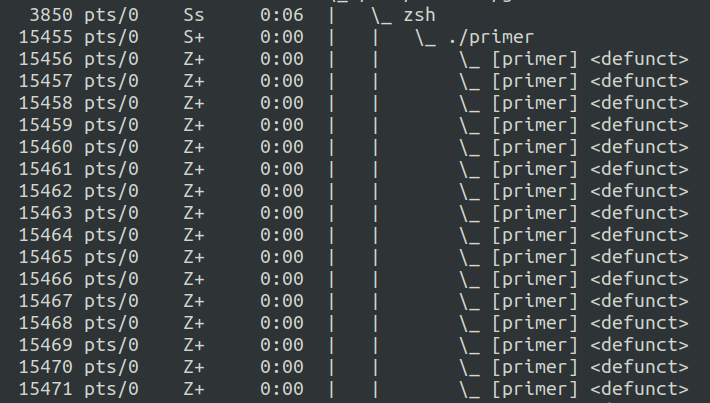 3850 pts/0    Ss     0:06  |   \_ zsh
15455 pts/0    S+     0:00  |   |   \_ ./primer
15456 pts/0    Z+     0:00  |   |       \_ [primer] <defunct>
15457 pts/0    Z+     0:00  |   |       \_ [primer] <defunct>
15458 pts/0    Z+     0:00  |   |       \_ [primer] <defunct>
15459 pts/0    Z+     0:00  |   |       \_ [primer] <defunct>
15460 pts/0    Z+     0:00  |   |       \_ [primer] <defunct>
15461 pts/0    Z+     0:00  |   |       \_ [primer] <defunct>
15462 pts/0    Z+     0:00  |   |       \_ [primer] <defunct>
15463 pts/0    Z+     0:00  |   |       \_ [primer] <defunct>
15464 pts/0    Z+     0:00  |   |       \_ [primer] <defunct>
15465 pts/0    Z+     0:00  |   |       \_ [primer] <defunct>
15466 pts/0    Z+     0:00  |   |       \_ [primer] <defunct>
15467 pts/0    Z+     0:00  |   |       \_ [primer] <defunct>
15468 pts/0    Z+     0:00  |   |       \_ [primer] <defunct>
15469 pts/0    Z+     0:00  |   |       \_ [primer] <defunct>
15470 pts/0    Z+     0:00  |   |       \_ [primer] <defunct>
15471 pts/0    Z+     0:00  |   |       \_ [primer] <defunct>